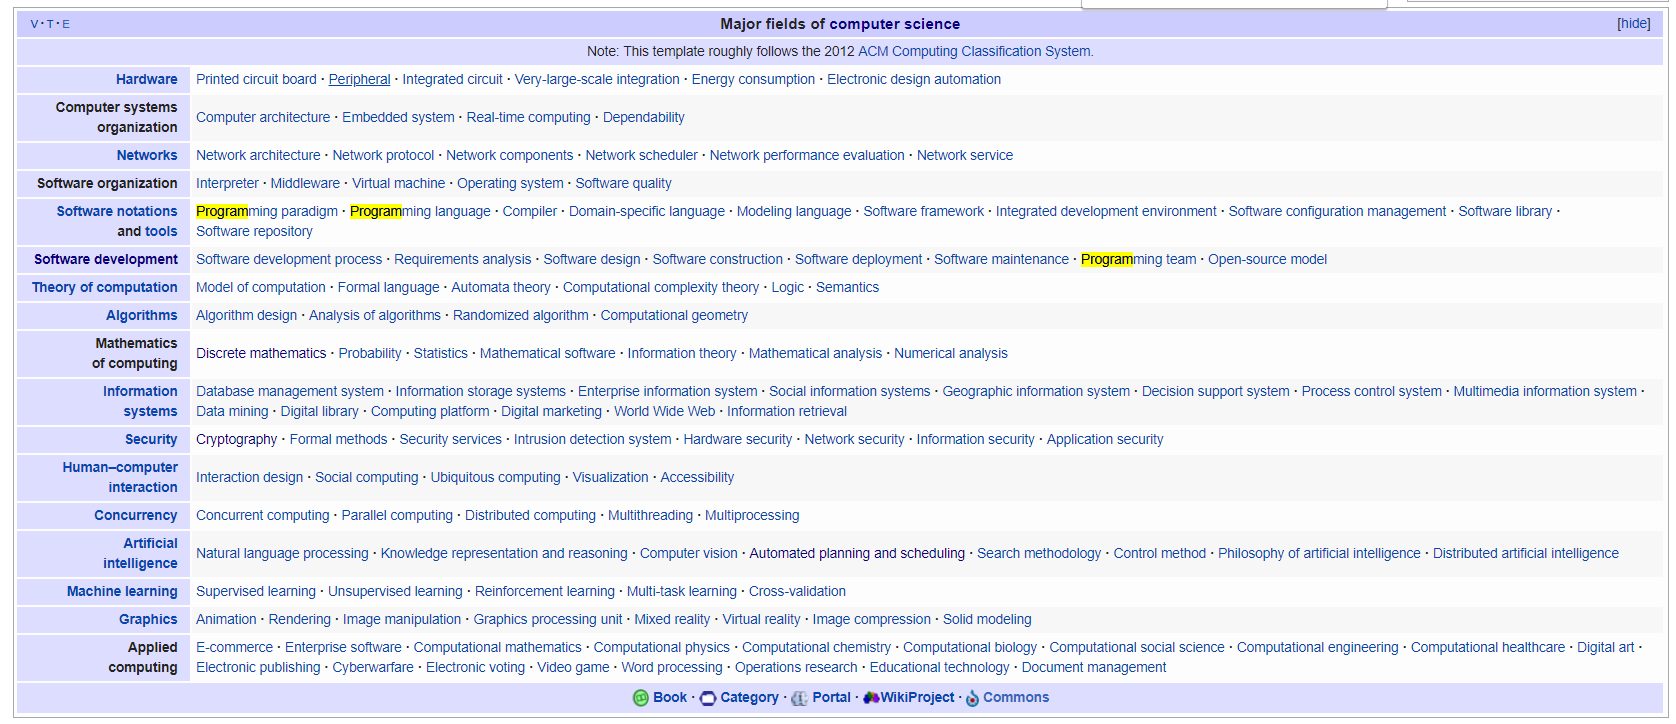 V · T · E Major fields of computer science [hide]
Note: This template roughly follows the 2012 ACM Computing Classification System.
Hardware Printed circuit board · Peripheral · Integrated circuit · Very-large-scale integration · Energy consumption · Electronic design automation
Computer systems
organization
Computer architecture · Embedded system · Real-time computing · Dependability
Networks Network architecture · Network protocol · Network components · Network scheduler · Network performance evaluation · Network service
Software organization Interpreter · Middleware · Virtual machine · Operating system · Software quality
Software notations
and tools
Programming paradigm · Programming language · Compiler · Domain-specific language · Modeling language · Software framework · Integrated development environment · Software configuration management · Software library ·
Software repository
Software development Software development process · Requirements analysis · Software design · Software construction · Software deployment · Software maintenance · Programming team · Open-source model
Theory of computation Model of computation · Formal language · Automata theory · Computational complexity theory · Logic · Semantics
Algorithms Algorithm design · Analysis of algorithms · Randomized algorithm · Computational geometry
Mathematics
of computing
Discrete mathematics · Probability · Statistics · Mathematical software · Information theory · Mathematical analysis · Numerical analysis
Information
systems
Database management system · Information storage systems · Enterprise information system · Social information systems · Geographic information system · Decision support system · Process control system · Multimedia information system ·
Data mining · Digital library · Computing platform · Digital marketing · World Wide Web · Information retrieval
Security Cryptography · Formal methods · Security services · Intrusion detection system · Hardware security · Network security · Information security · Application security
Human–computer
interaction
Interaction design · Social computing · Ubiquitous computing · Visualization · Accessibility
Concurrency Concurrent computing · Parallel computing · Distributed computing · Multithreading · Multiprocessing
Artificial
intelligence
Natural language processing · Knowledge representation and reasoning · Computer vision · Automated planning and scheduling · Search methodology · Control method · Philosophy of artificial intelligence · Distributed artificial intelligence
Machine learning Supervised learning · Unsupervised learning · Reinforcement learning · Multi-task learning · Cross-validation
Graphics Animation · Rendering · Image manipulation · Graphics processing unit · Mixed reality · Virtual reality · Image compression · Solid modeling
Applied
computing
E-commerce · Enterprise software · Computational mathematics · Computational physics · Computational chemistry · Computational biology · Computational social science · Computational engineering · Computational healthcare · Digital art ·
Electronic publishing · Cyberwarfare · Electronic voting · Video game · Word processing · Operations research · Educational technology · Document management
Book · Category · Portal · WikiProject · Commons